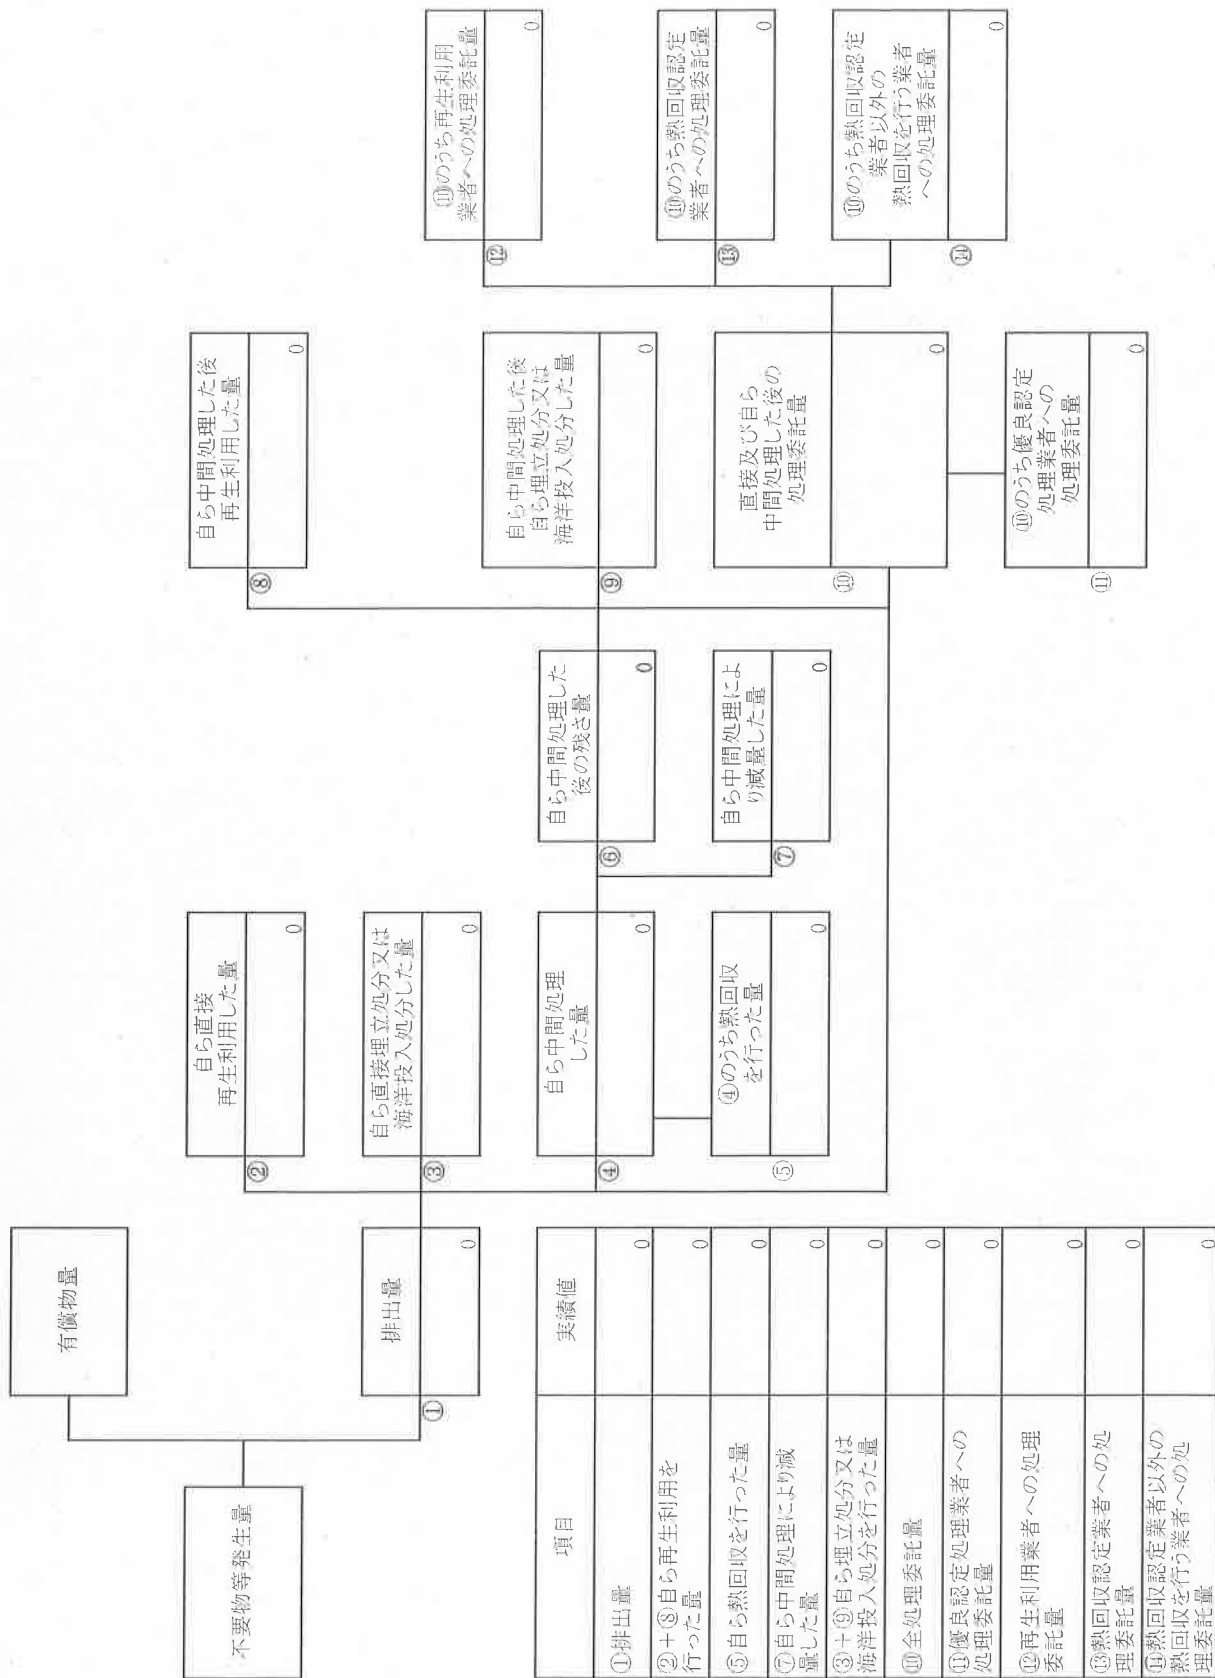 不要物等発生量
有償物量
①
排出量
0
②
自ら直接
再生利用した量
0
③
自ら直接埋立処分又は
海洋投入処分した量
0
④
自ら中間処理
した量
0
⑤
④のうち熱回収
を行った量
0
⑥
自ら中間処理した
後の残さ量
0
⑦
自ら中間処理によ
り減量した量
0
⑧
自ら中間処理した後
再生利用した量
0
⑨
自ら中間処理した後
自ら埋立処分又は
海洋投入処分した量
0
⑩
直接及び自ら
中間処理した後の
処理委託量
0
⑪
⑩のうち優良認定
処理業者への
処理委託量
0
⑫
⑪のうち再生利用
業者への処理委託量
0
⑬
⑩のうち熱回収認定
業者への処理委託量
0
⑭
⑩のうち熱回収認定
業者以外の
熱回収を行う業者
への処理委託量
0
項目
実績値
①排出量
0
②+⑧自ら再生利用を
行った量
0
⑤自ら熱回収を行った量
0
⑦自ら中間処理により減
量した量
0
③+⑨自ら埋立処分又は
海洋投入処分を行った量
0
⑩全処理委託量
0
⑪優良認定処理業者への
処理委託量
0
⑫再生利用業者への処理
委託量
0
⑬熱回収認定業者への処
理委託量
0
⑭熱回収認定業者以外の
熱回収を行う業者への処
理委託量
0